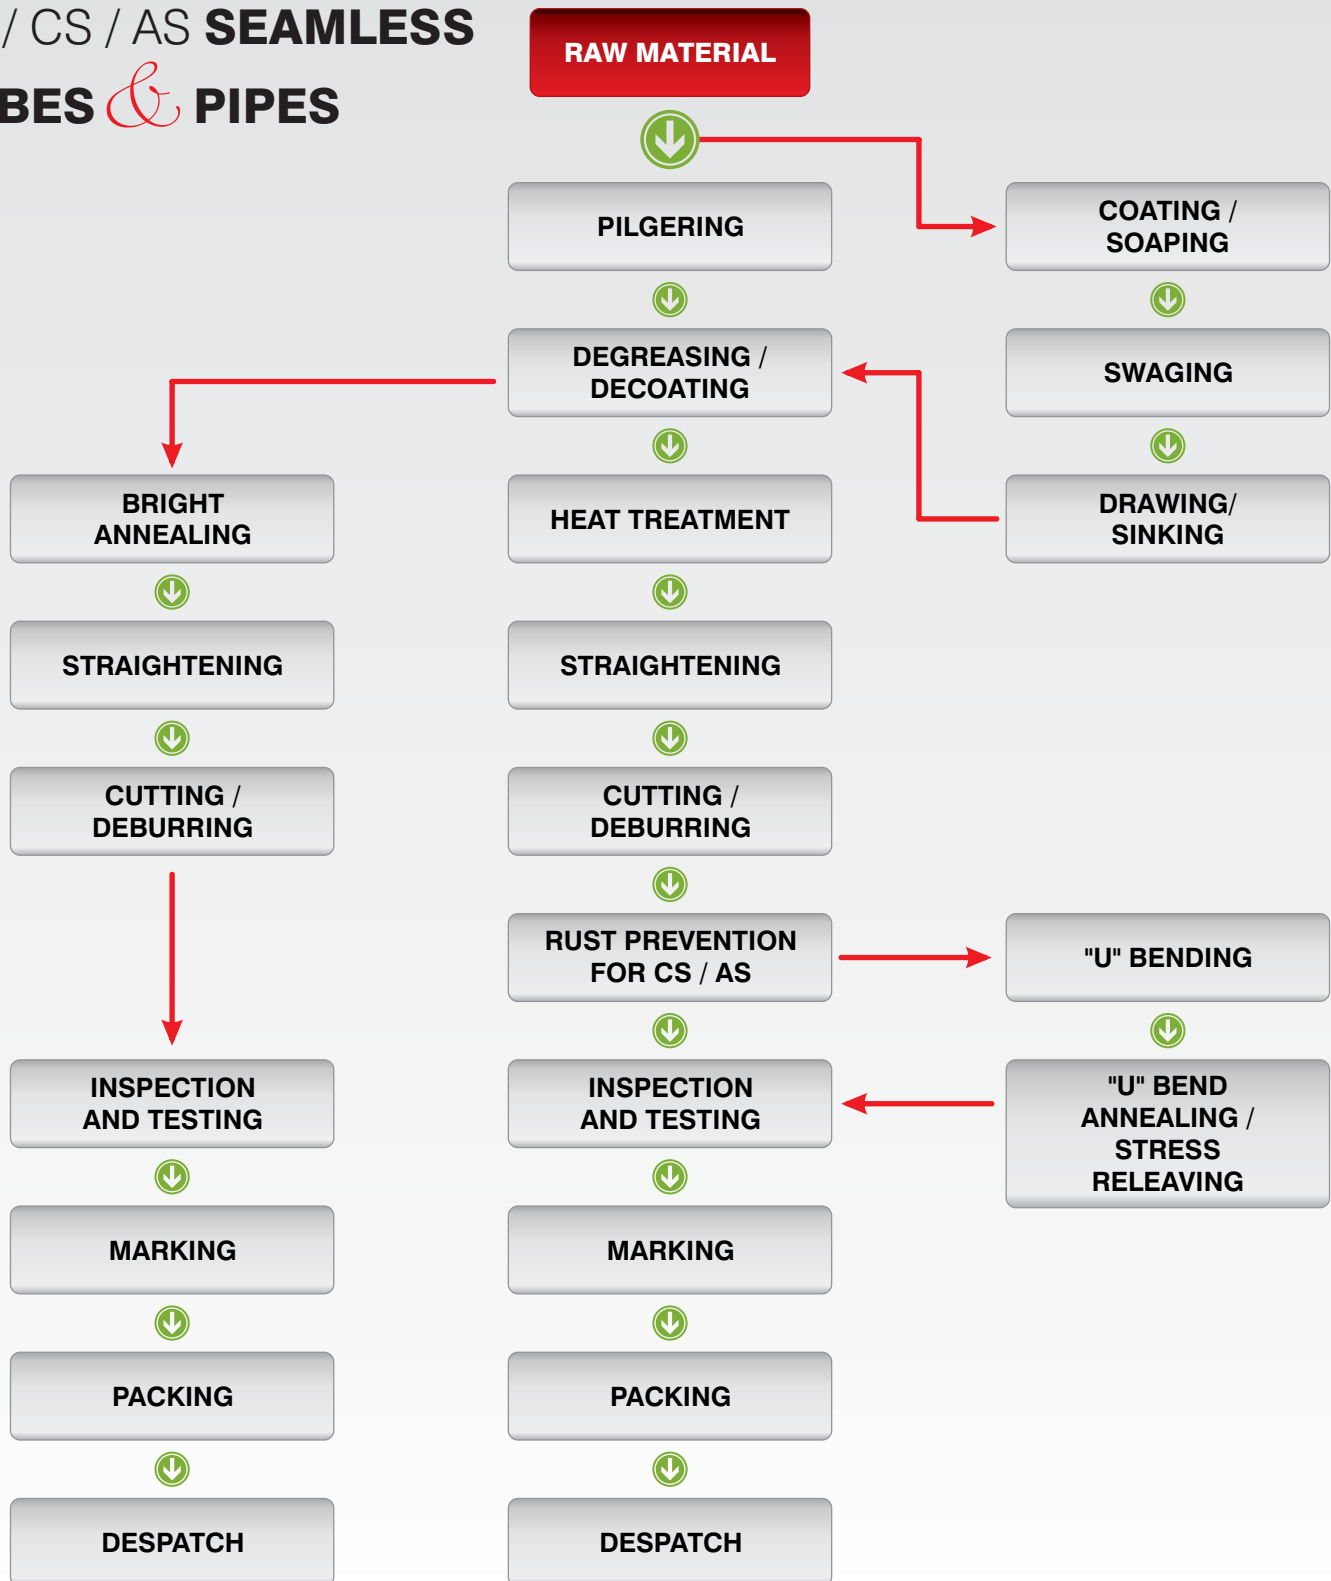 / CS / AS SEAMLESS
BES & PIPES
RAW MATERIAL
PILGERING
COATING /
SOAPING
DEGREASING /
DECOATING
SWAGING
BRIGHT
ANNEALING
HEAT TREATMENT
DRAWING/
SINKING
STRAIGHTENING
STRAIGHTENING
CUTTING /
DEBURRING
CUTTING /
DEBURRING
RUST PREVENTION
FOR CS / AS
"U" BENDING
INSPECTION
AND TESTING
INSPECTION
AND TESTING
"U" BEND
ANNEALING /
STRESS
RELEAVING
MARKING
MARKING
PACKING
PACKING
DESPATCH
DESPATCH